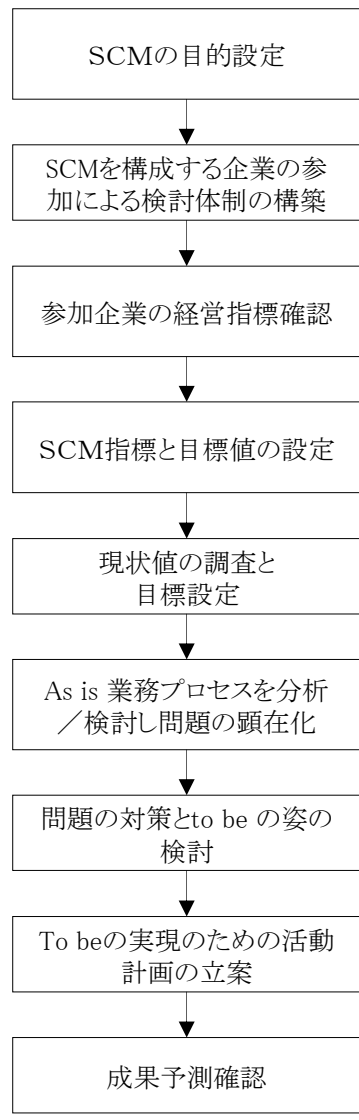 SCMの目的設定
SCMを構成する企業の参
加による検討体制の構築
参加企業の経営指標確認
SCM指標と目標値の設定
現状値の調査と
目標設定
As is 業務プロセスを分析
／検討し問題の顕在化
問題の対策とto be の姿の
検討
To beの実現のための活動
計画の立案
成果予測確認